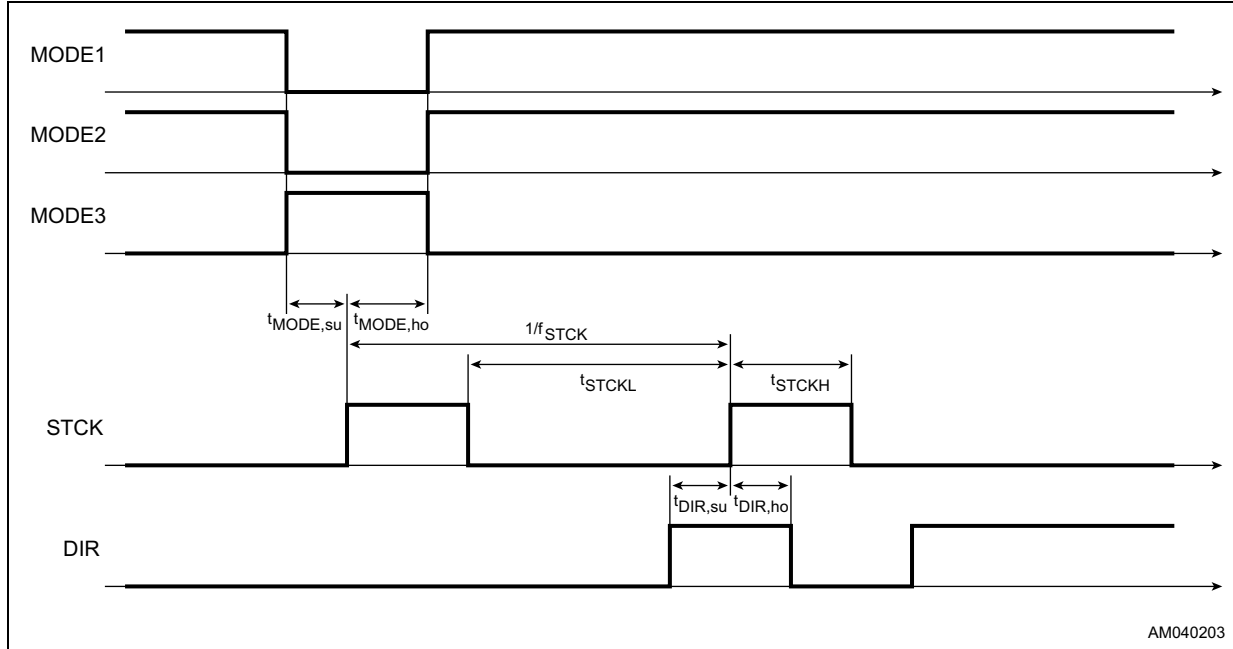 MODE1
MODE2
MODE3
tMODE,su tMODE,ho
1/fSTCK
tSTCKL tSTCKH
STCK
tDIR,su tDIR,ho
DIR
AM040203